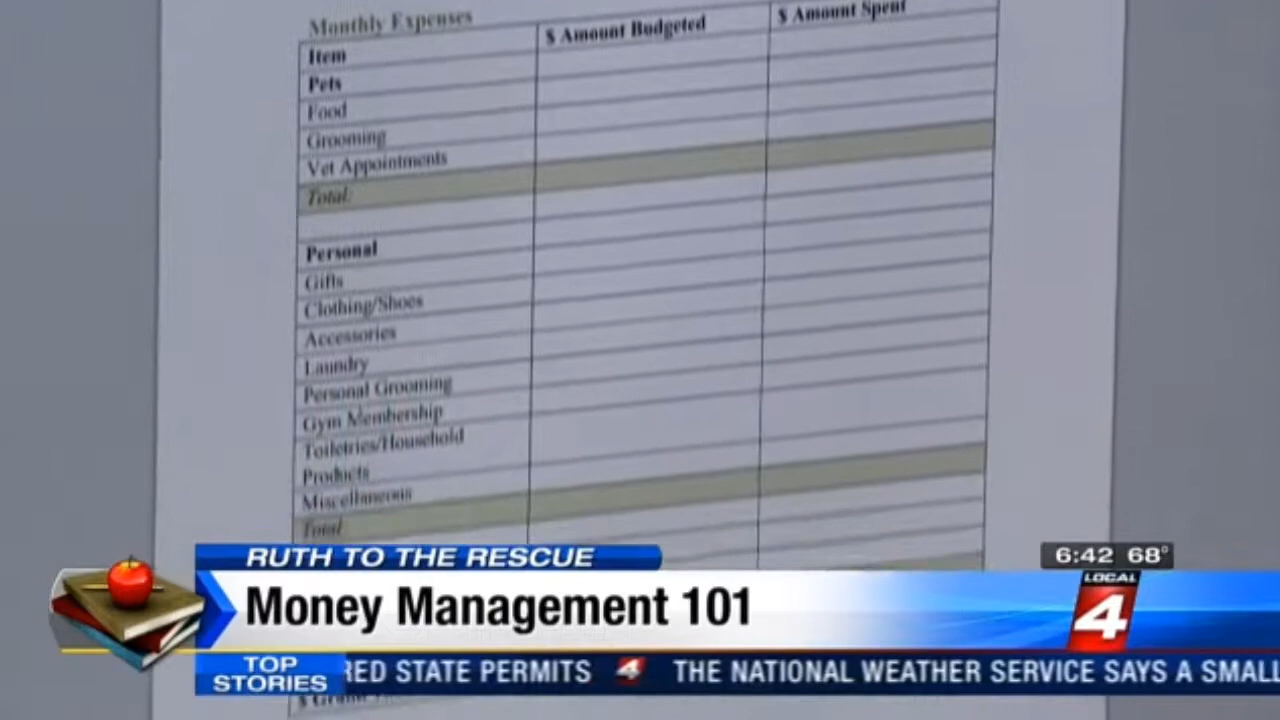 Monthly Expenses
Item
$ Amount Budgeted
$ Amount Spent
Pets
Food
Grooming
Vet Appointments
Total:
Personal
Gifts
Clothing/Shoes
Accessories
Laundry
Personal Grooming
Gym Membership
Toiletries/Household
Products
Miscellaneous
Total
RUTH TO THE RESCUE
Money Management 101
6:42 68°
LOCAL
4
TOP
STORIES
RED STATE PERMITS 4 THE NATIONAL WEATHER SERVICE SAYS A SMALL